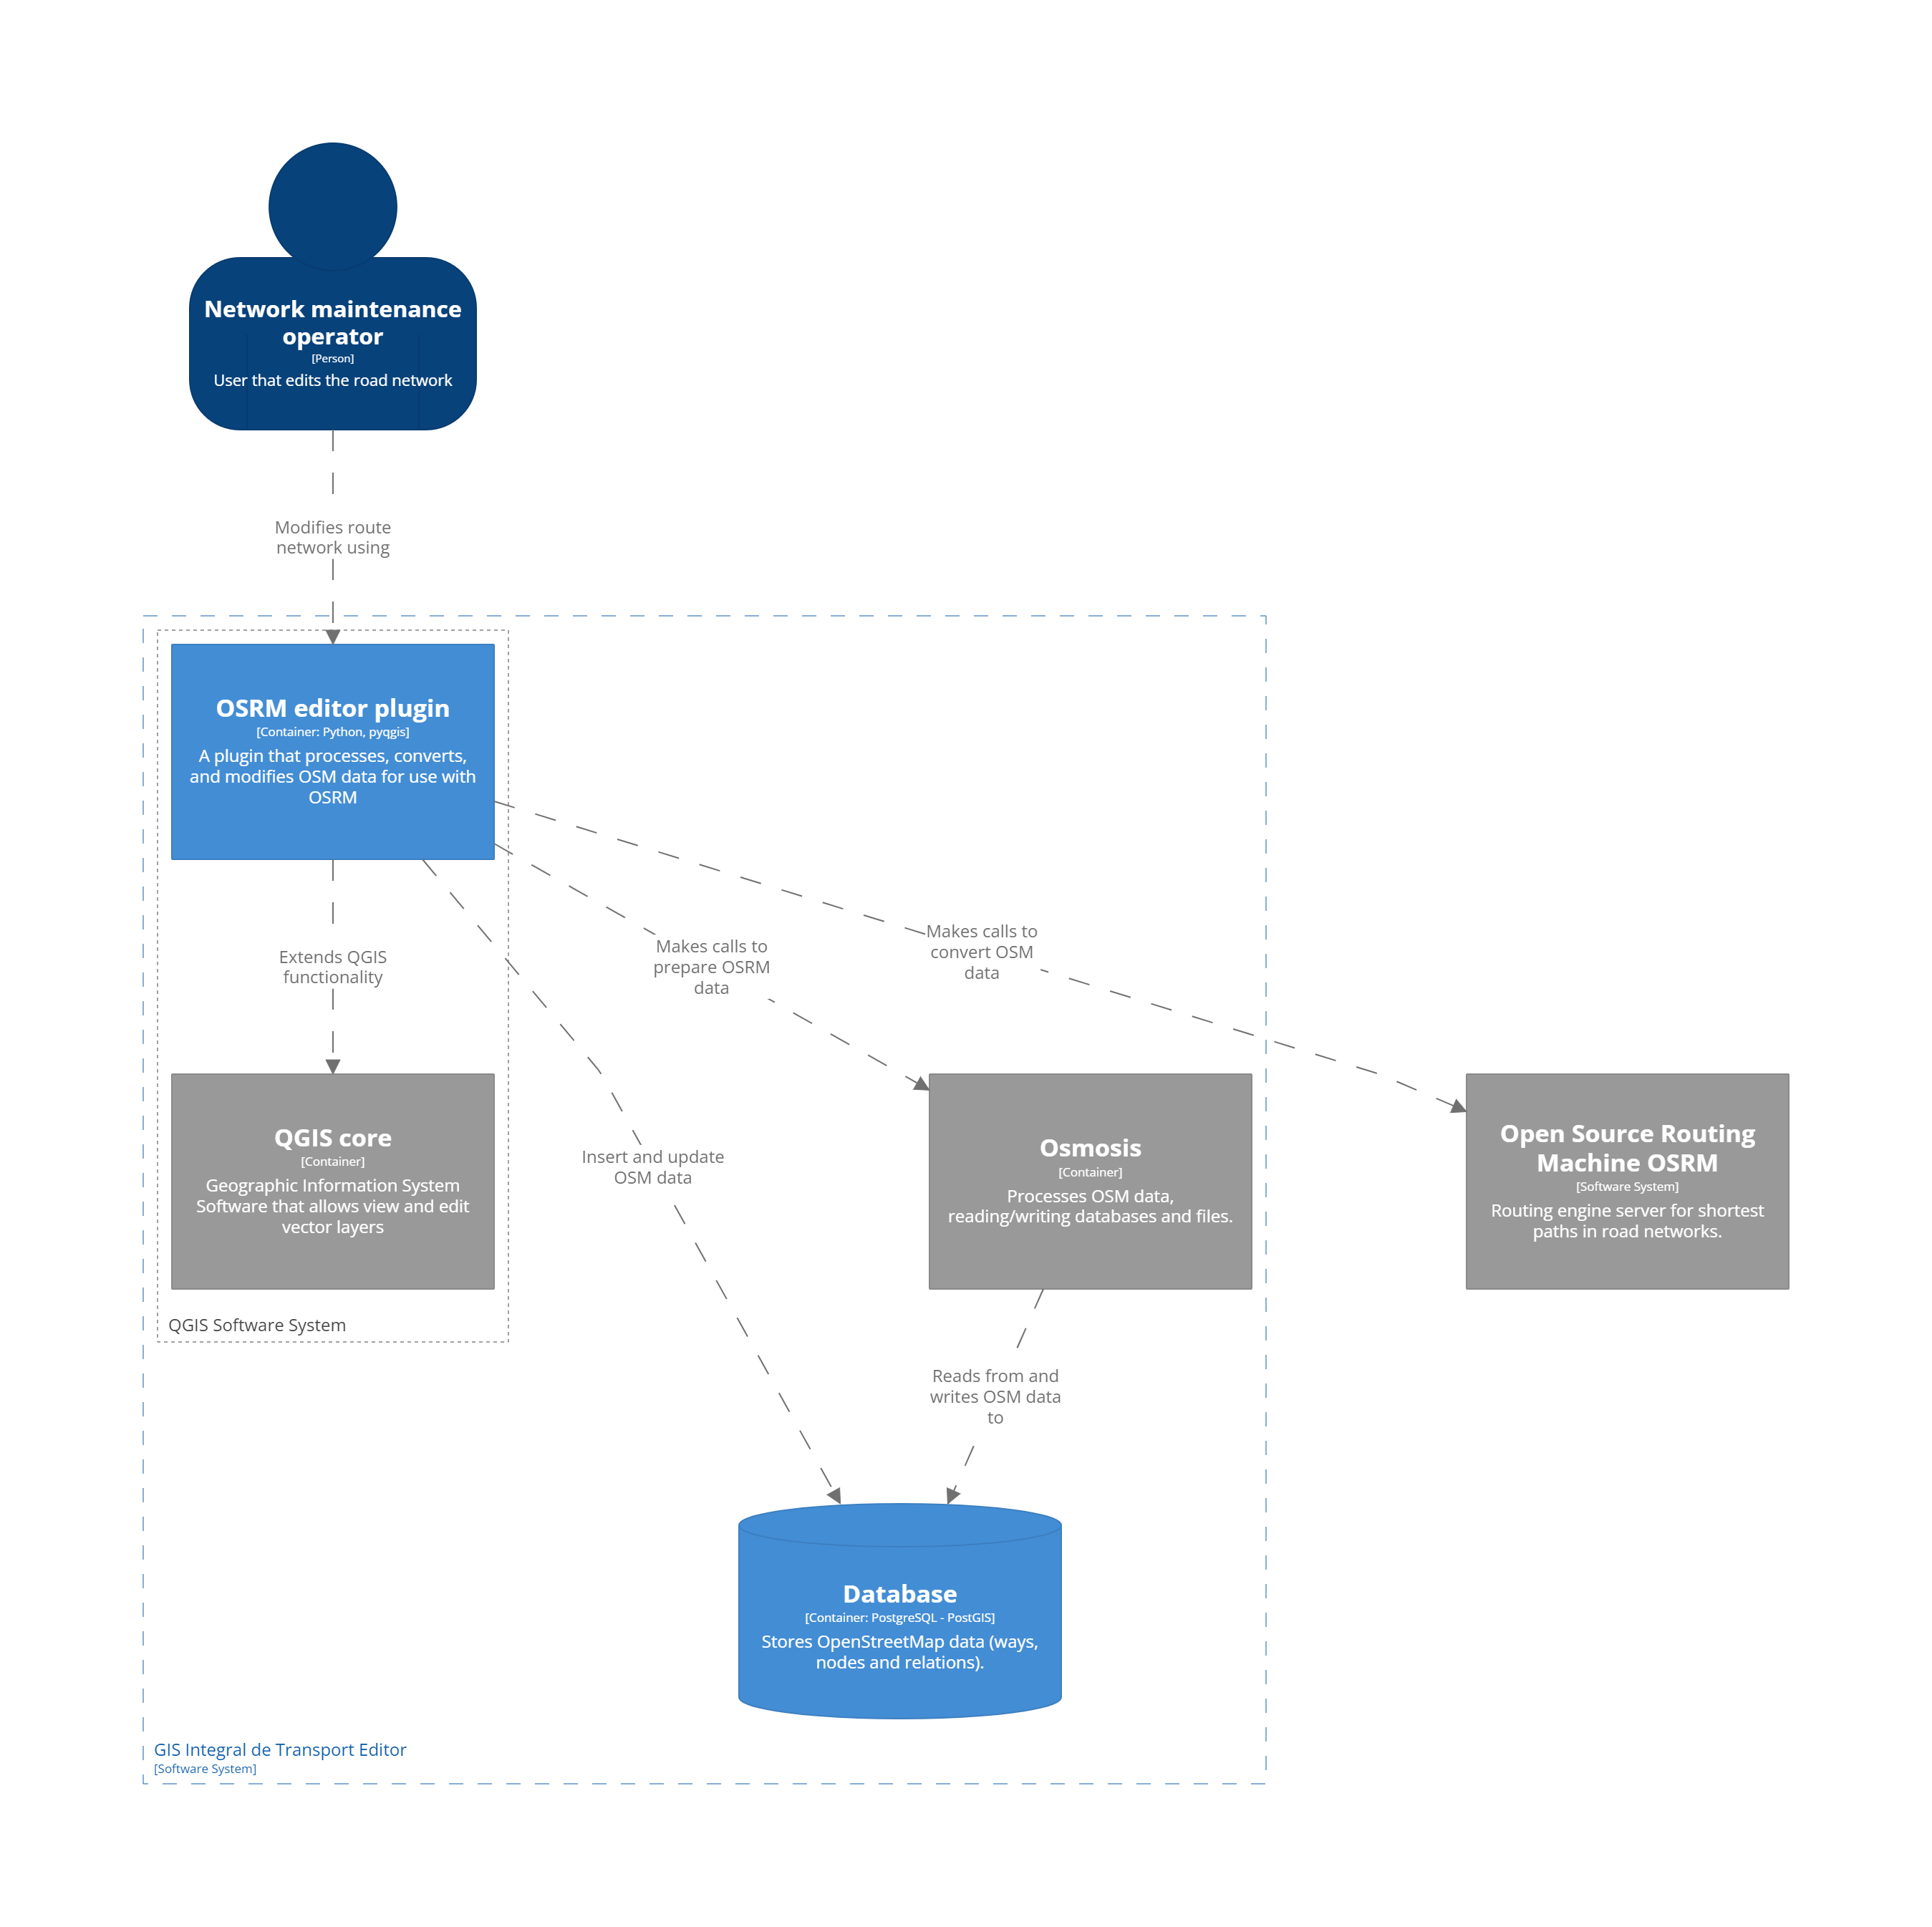 Network maintenance
operator
[Person]
User that edits the road network
Modifies route
network using
OSRM editor plugin
[Container: Python, pyqgis]
A plugin that processes, converts,
and modifies OSM data for use with
OSRM
Extends QGIS
functionality
Makes calls to
prepare OSRM
data
Makes calls to
convert OSM
data
QGIS core
[Container]
Geographic Information System
Software that allows view and edit
vector layers
QGIS Software System
Insert and update
OSM data
Osmosis
[Container]
Processes OSM data,
reading/writing databases and files.
Open Source Routing
Machine OSRM
[Software System]
Routing engine server for shortest
paths in road networks.
Reads from and
writes OSM data
to
Database
[Container: PostgreSQL - PostGIS]
Stores OpenStreetMap data (ways,
nodes and relations).
GIS Integral de Transport Editor
[Software System]